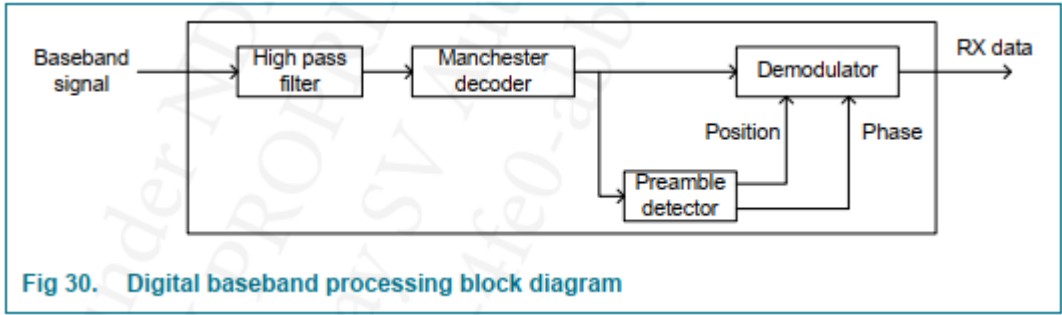 Baseband
signal
High pass
filter
Manchester
decoder
Demodulator
RX data
Position
Phase
Preamble
detector
Fig 30. Digital baseband processing block diagram